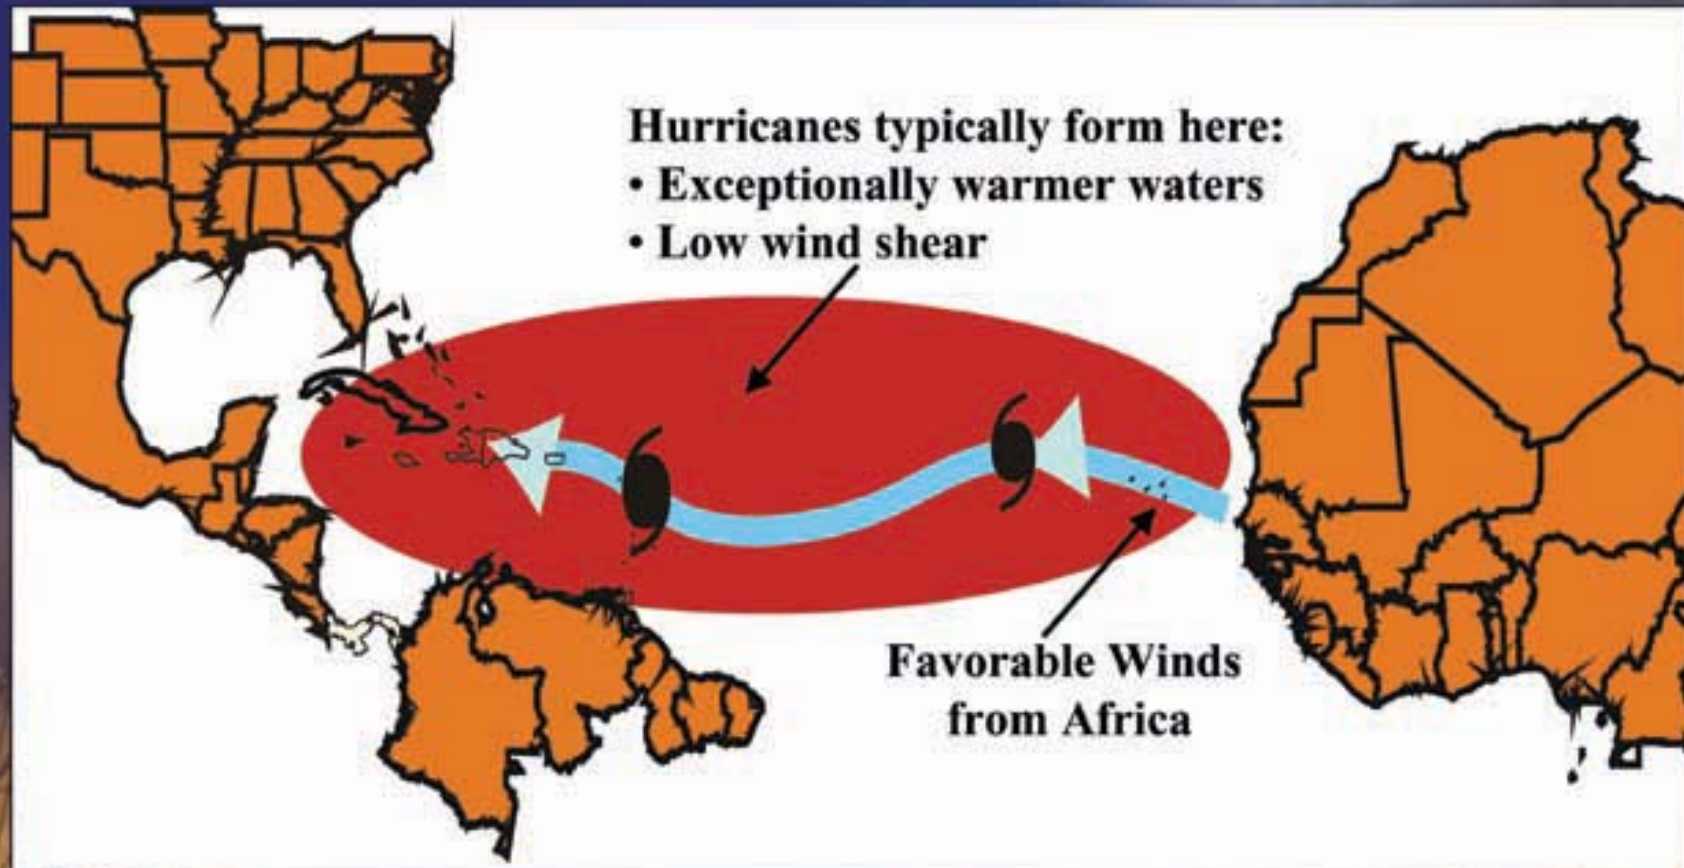 Hurricanes typically form here:
• Exceptionally warmer waters
• Low wind shear
Favorable Winds
from Africa